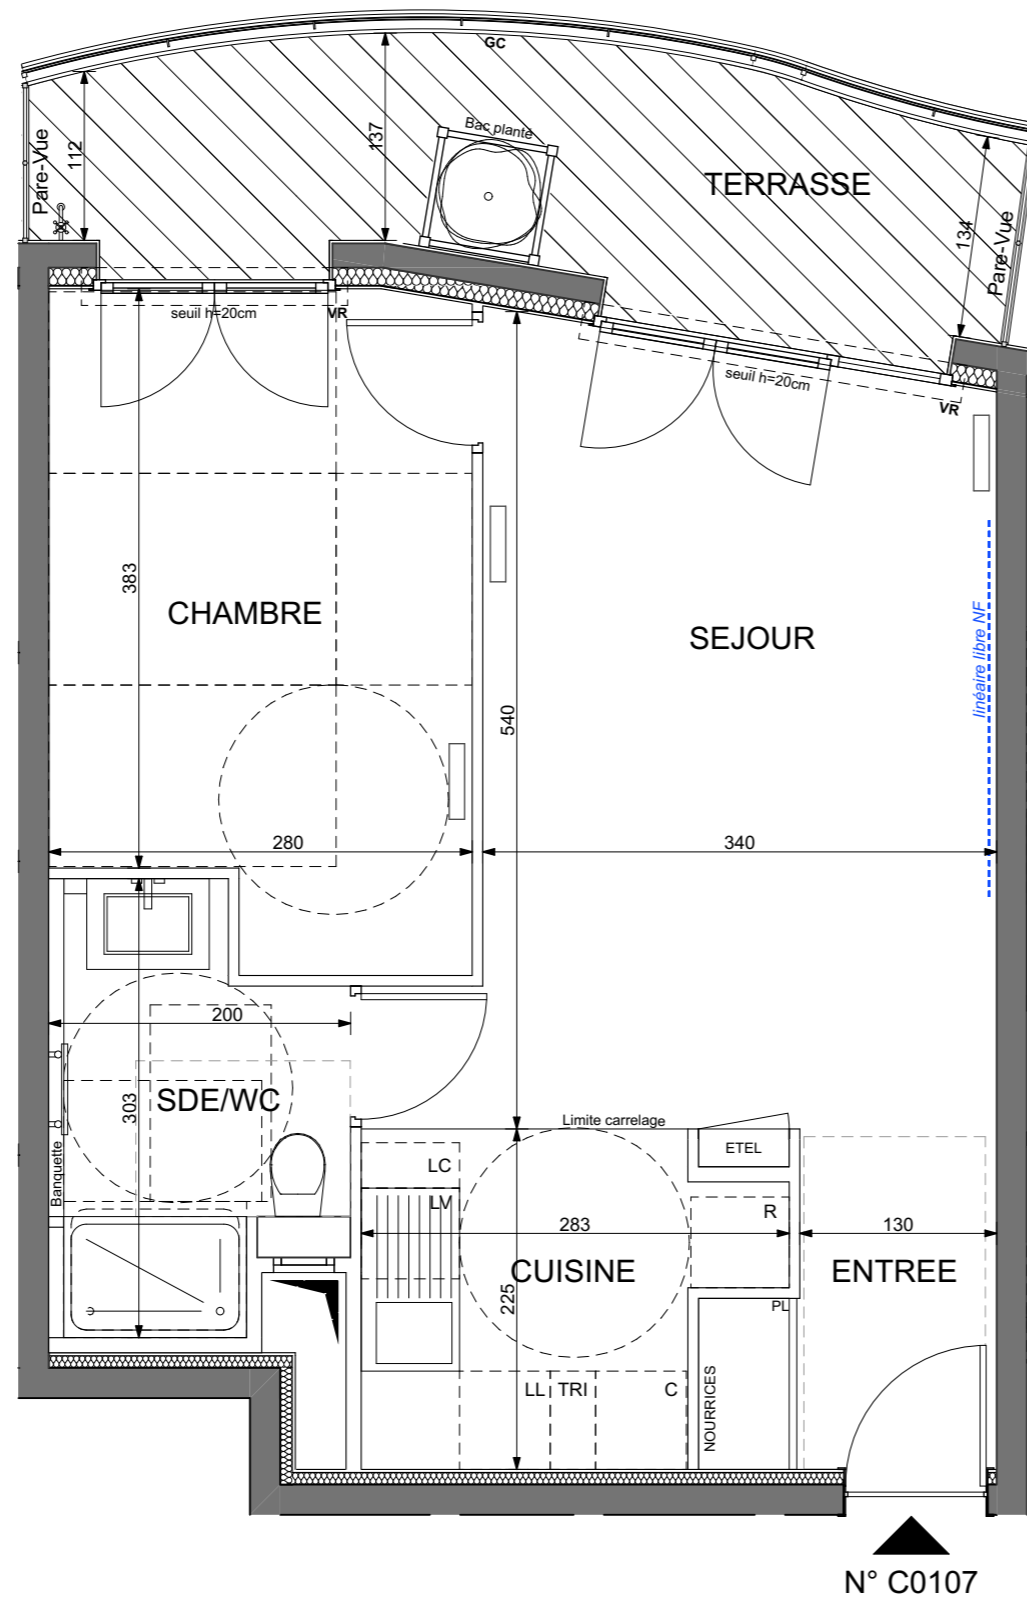 GC
Pare-Vue
112
137
Bac planté
TERRASSE
134
Pare-Vue
seuil h=20cm
VR
seuil h=20cm
VR
383
CHAMBRE
SEJOUR
linéaire libre NF
540
280
340
200
SDE/WC
303
Banquette
Limite carrelage
ETEL
LC
LV
R
283
130
CUISINE
ENTREE
225
PL
LL
TRI
C
NOURRICES
N° C0107